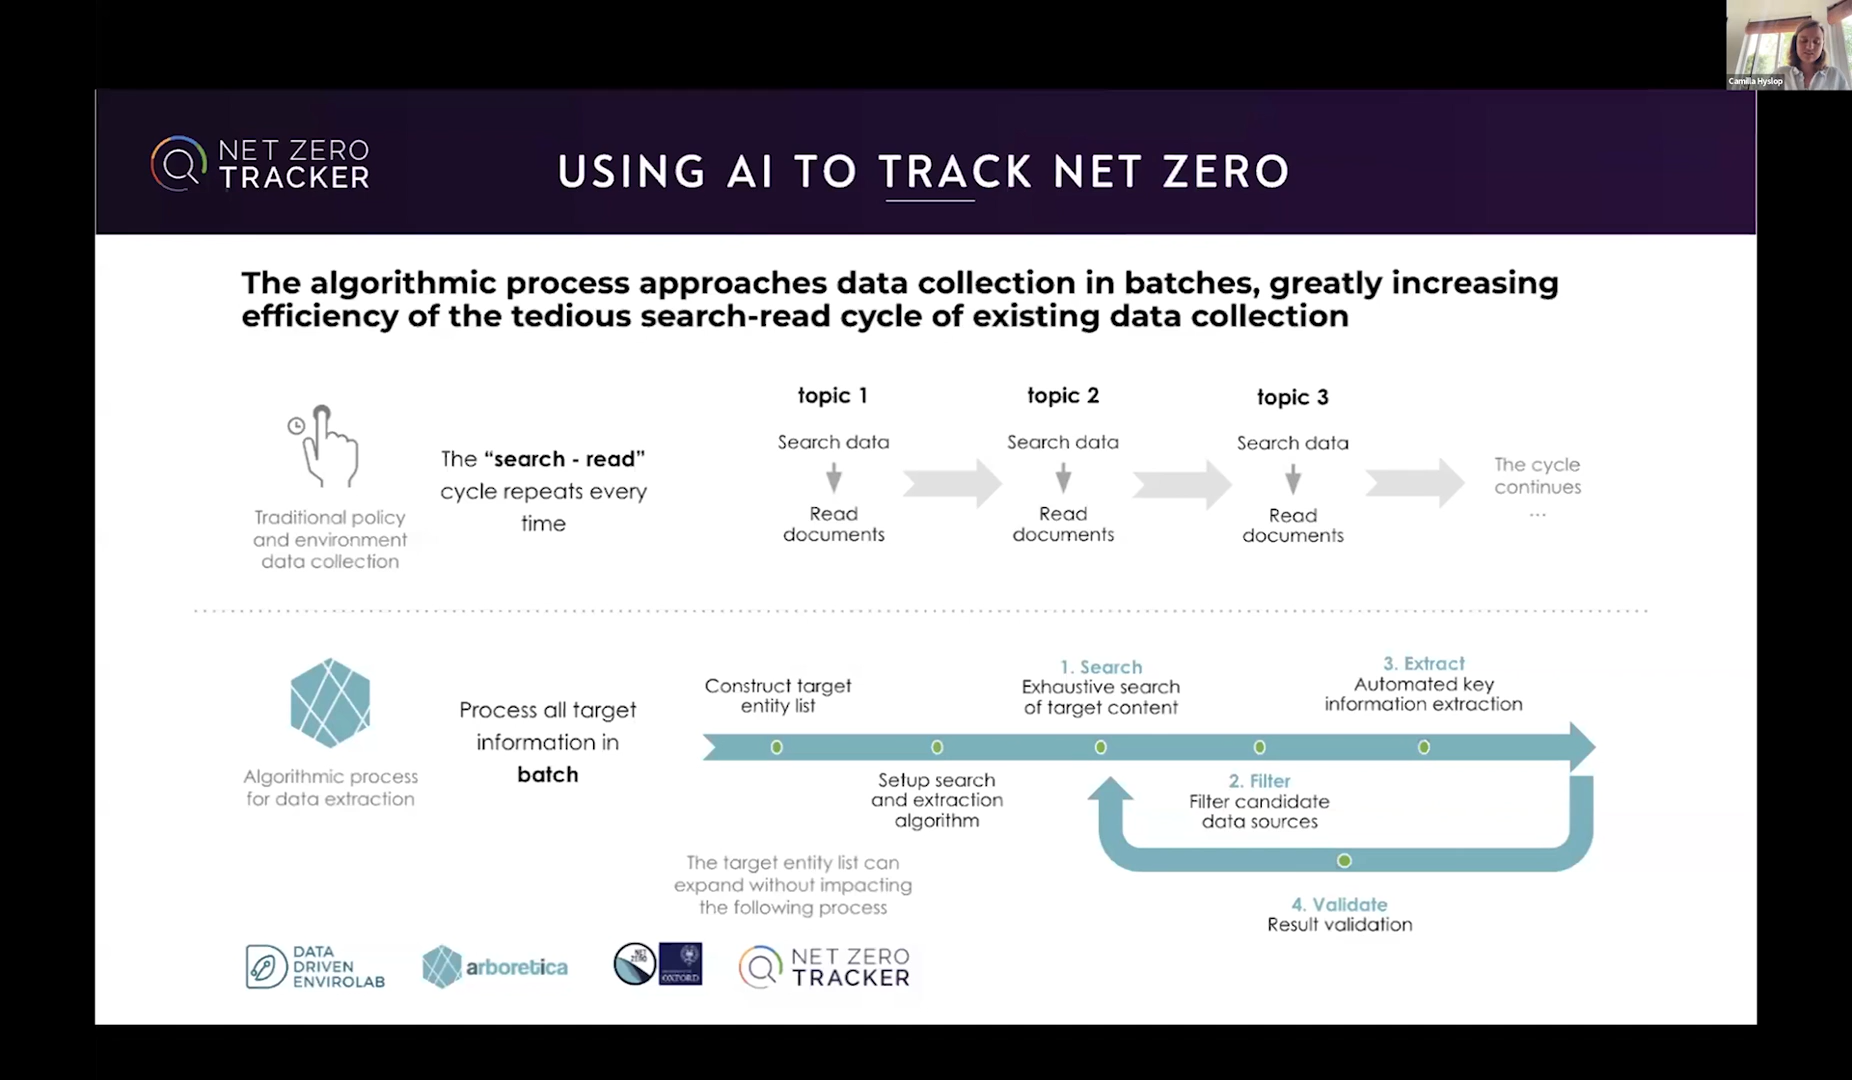 Camilla Hyslop
NET ZERO
TRACKER
USING AI TO TRACK NET ZERO
The algorithmic process approaches data collection in batches, greatly increasing
efficiency of the tedious search-read cycle of existing data collection
Traditional policy
and environment
data collection
The “search - read”
cycle repeats every
time
topic 1
Search data
Read
documents
topic 2
Search data
Read
documents
topic 3
Search data
Read
documents
The cycle
continues
...
Algorithmic process
for data extraction
Process all target
information in
batch
Construct target
entity list
Setup search
and extraction
algorithm
1. Search
Exhaustive search
of target content
2. Filter
Filter candidate
data sources
3. Extract
Automated key
information extraction
4. Validate
Result validation
The target entity list can
expand without impacting
the following process
DATA
DRIVEN
ENVIROLAB
arboretica
NET
ZERO
OXFORD
NET ZERO
TRACKER